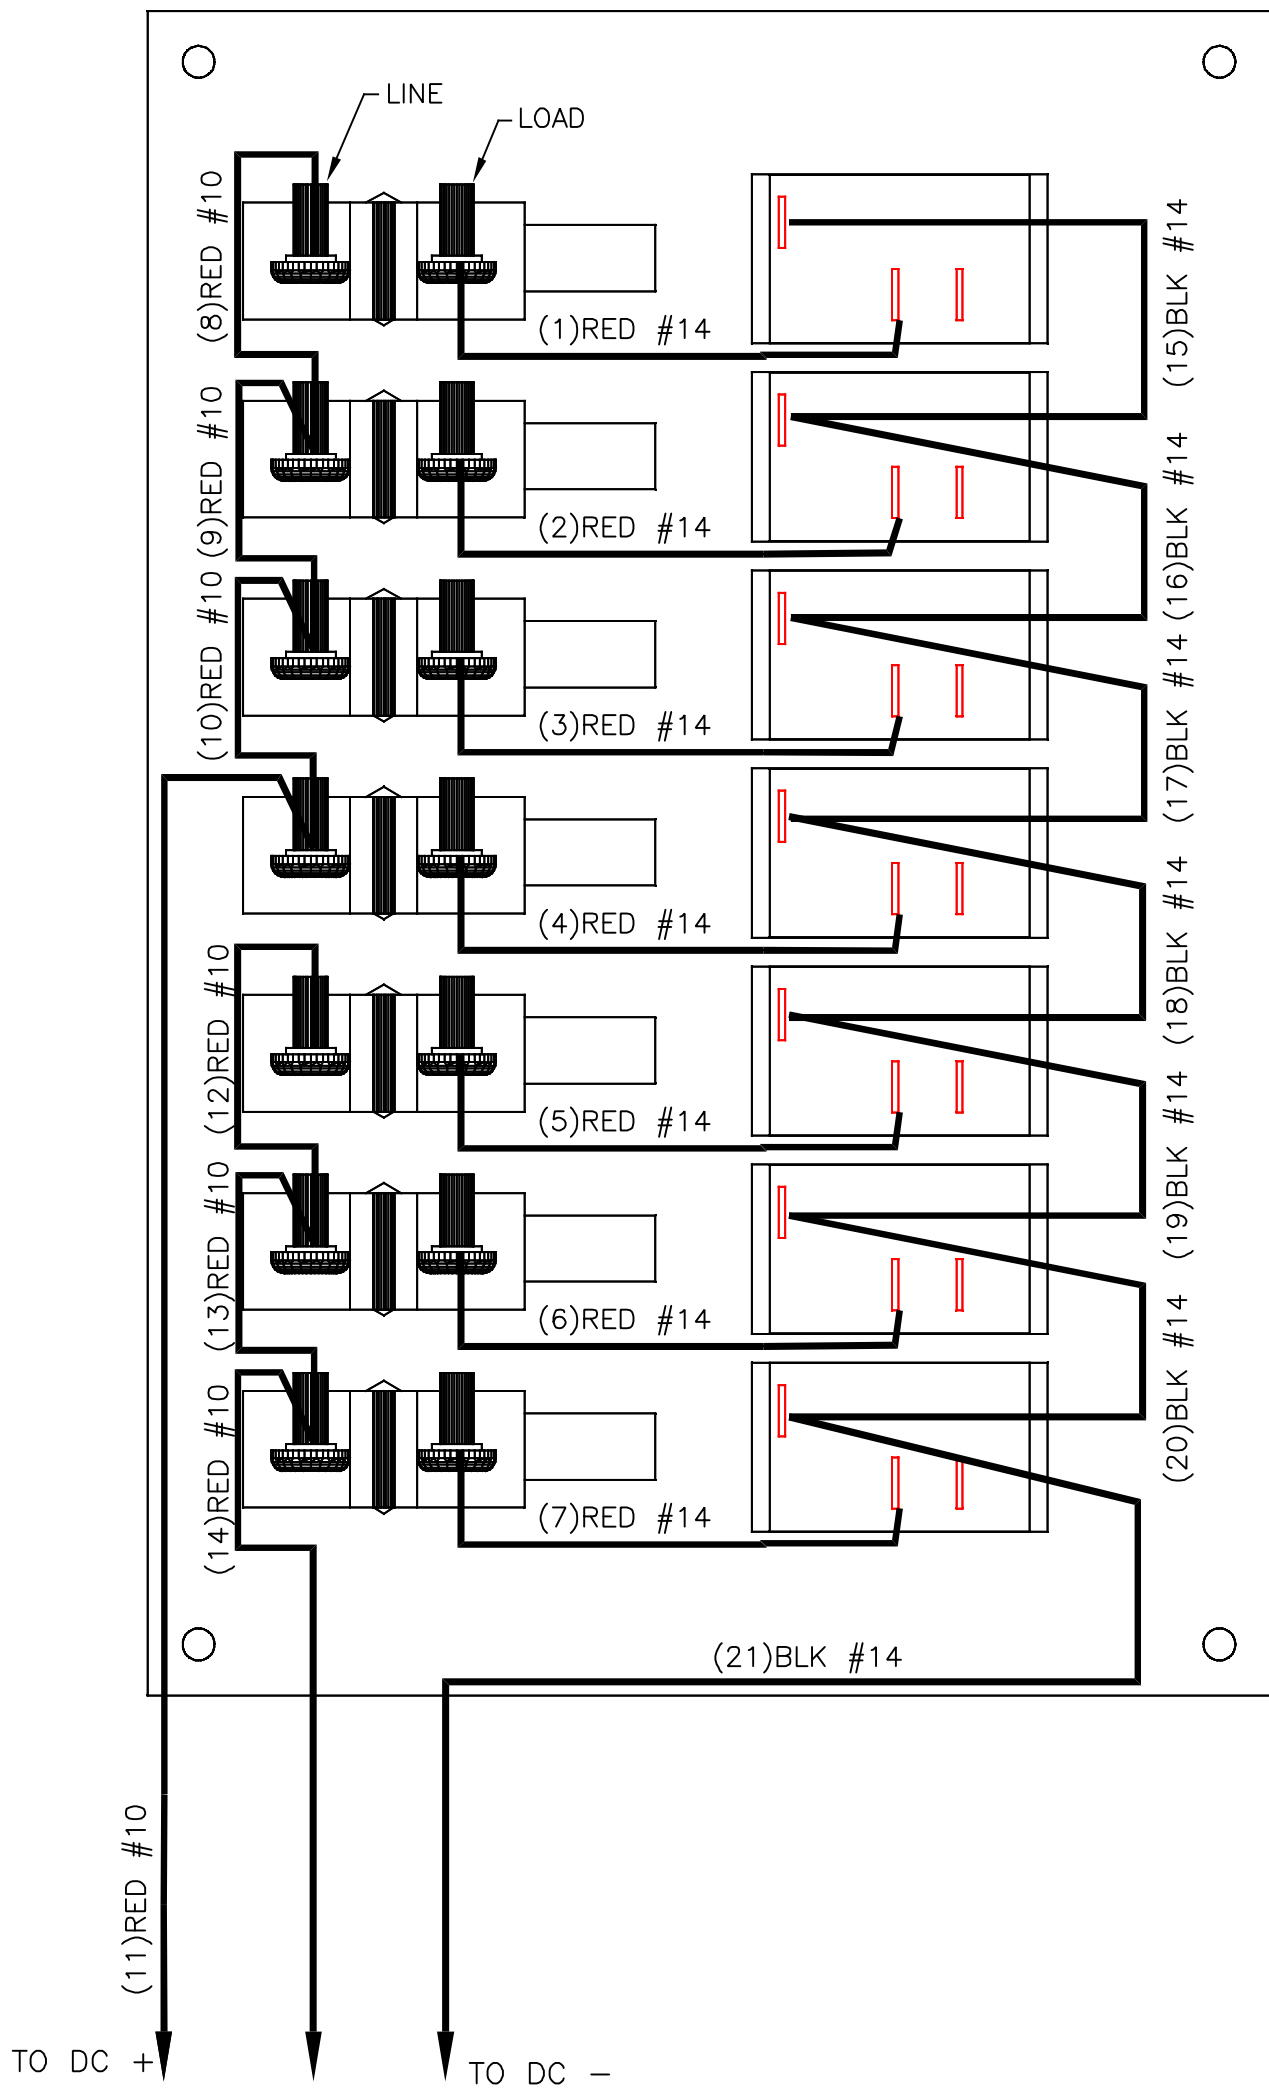 LINE
LOAD
(8)RED #10
(1)RED #14
(15)BLK #14
(9)RED #10
(2)RED #14
(16)BLK #14
(10)RED #10
(3)RED #14
(17)BLK #14
(4)RED #14
(18)BLK #14
(12)RED #10
(5)RED #14
(19)BLK #14
(13)RED #10
(6)RED #14
(20)BLK #14
(14)RED #10
(7)RED #14
(21)BLK #14
(11)RED #10
TO DC +
TO DC -